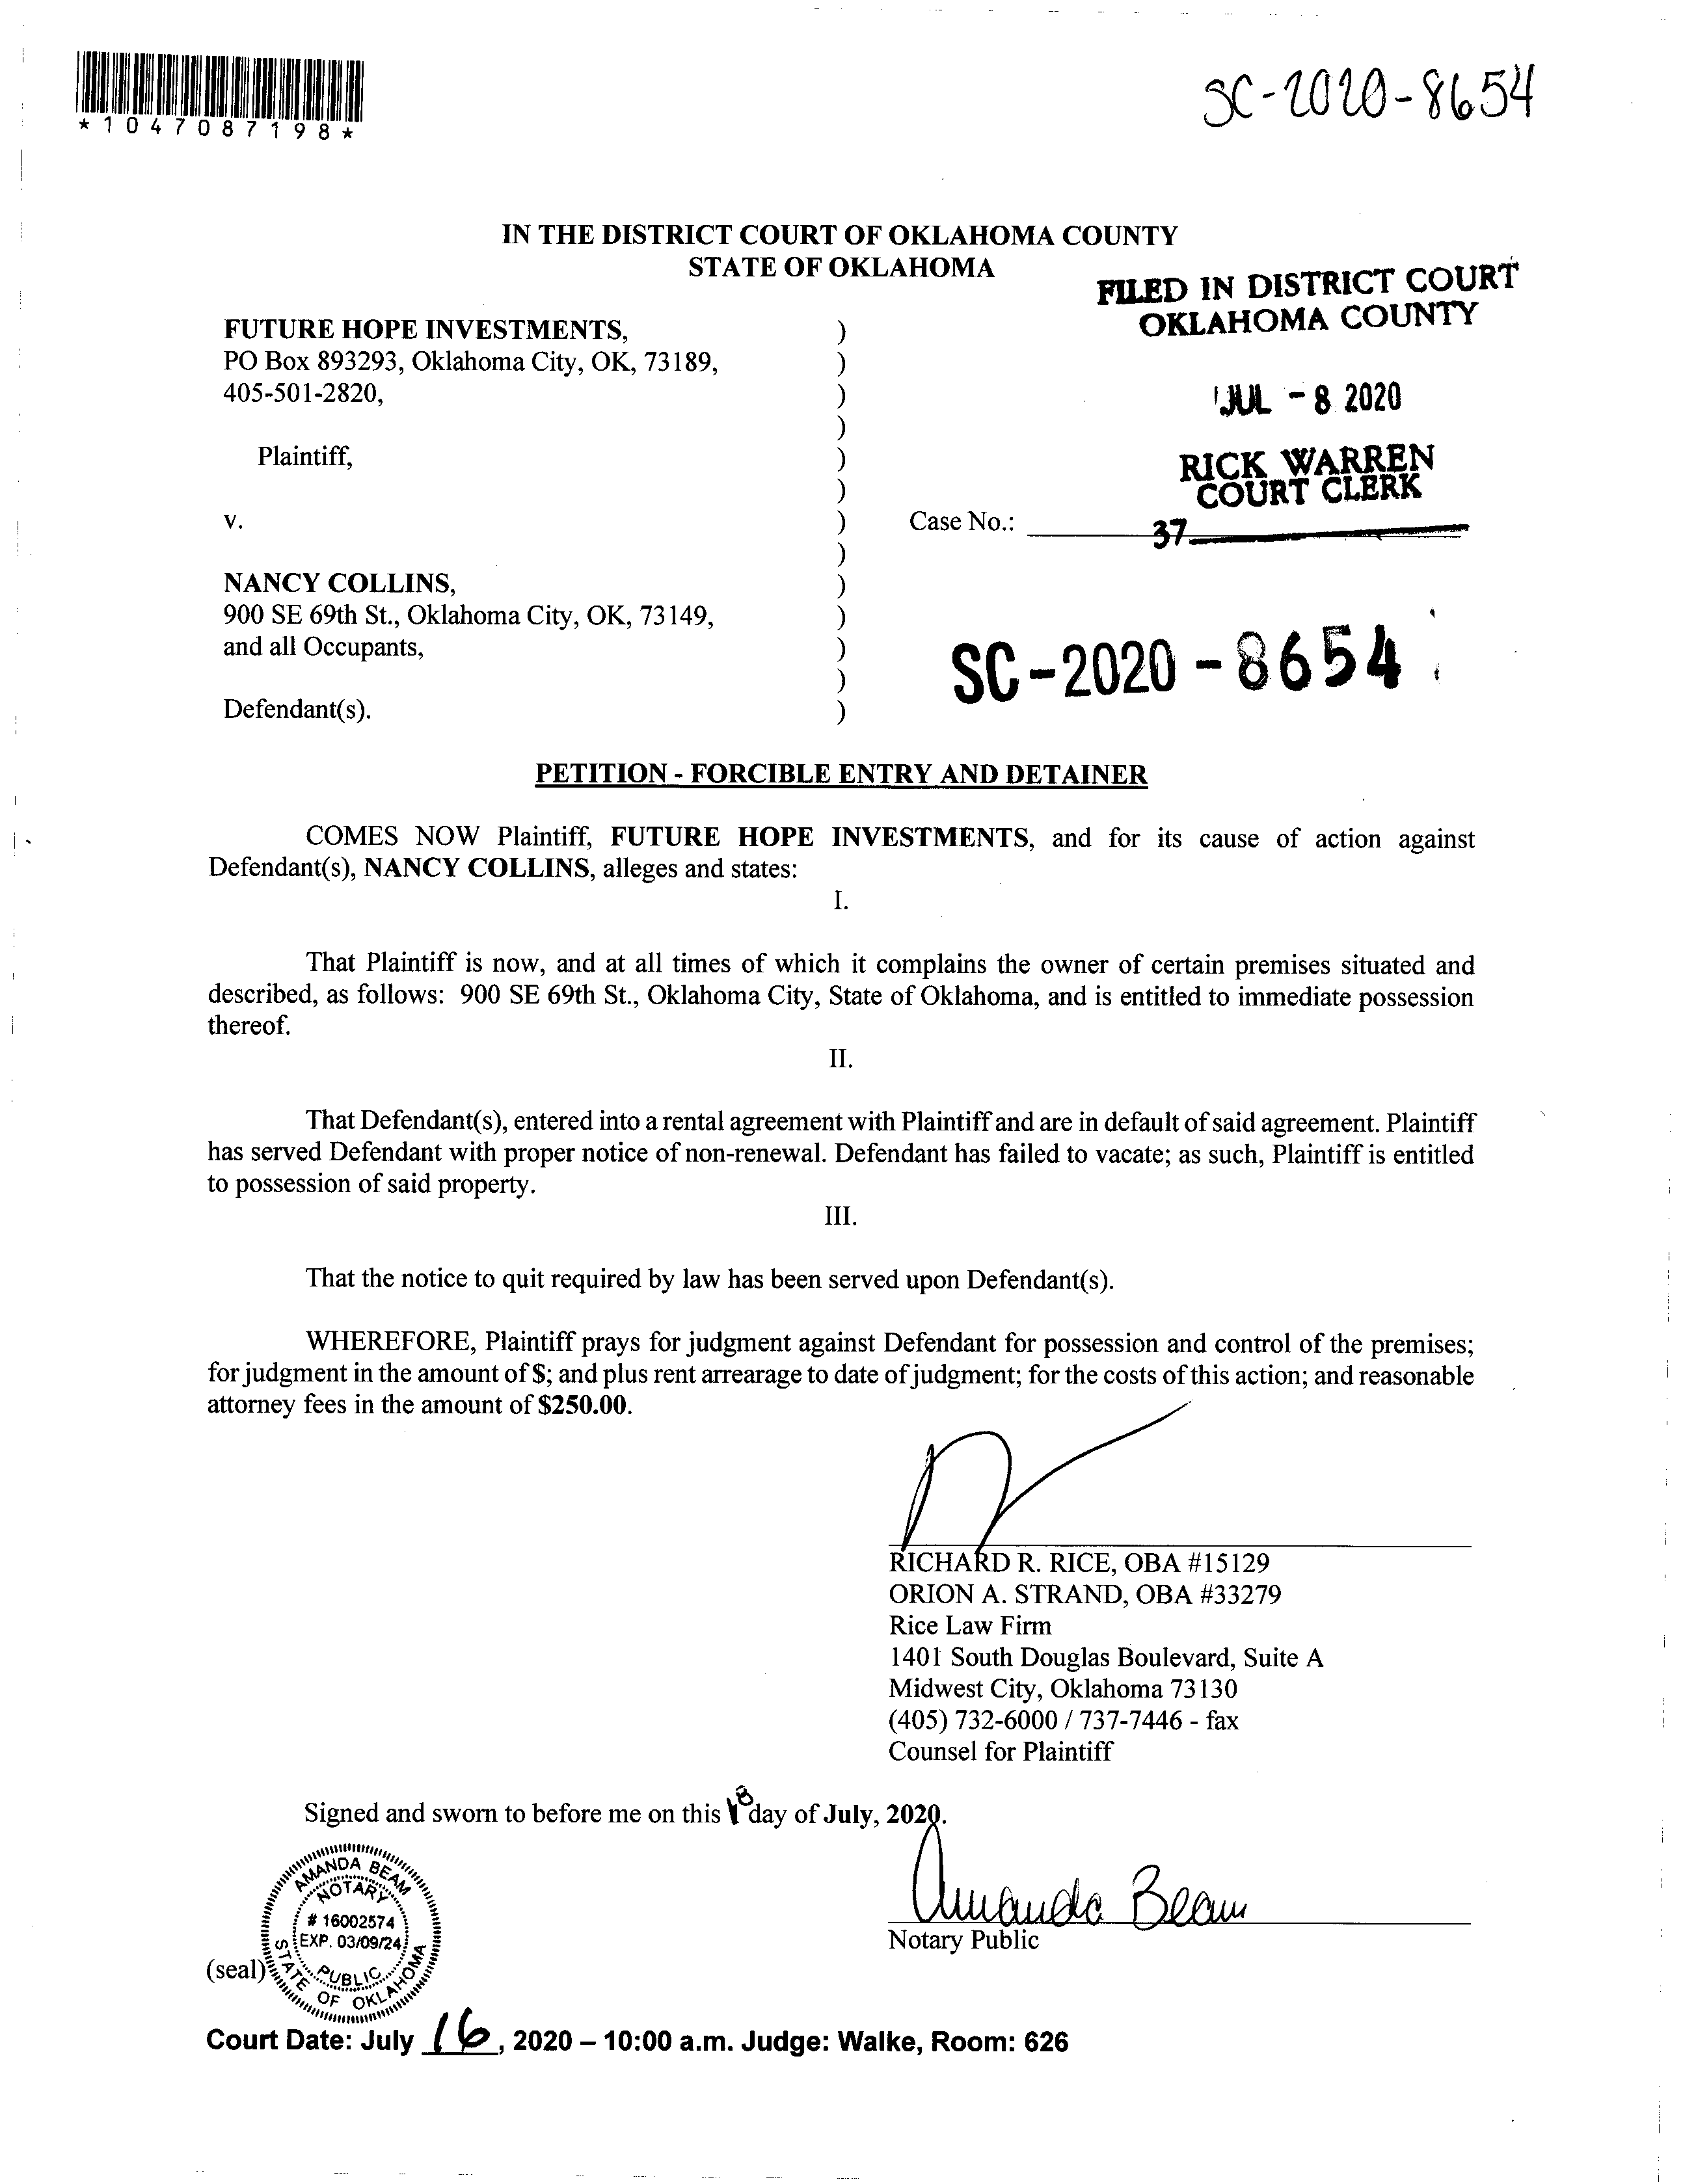 *1047087198*
SC-2020-8654
IN THE DISTRICT COURT OF OKLAHOMA COUNTY
STATE OF OKLAHOMA
FILED IN DISTRICT COURT
OKLAHOMA COUNTY
JUL - 8 2020
RICK WARREN
COURT CLERK
37
FUTURE HOPE INVESTMENTS, )
PO Box 893293, Oklahoma City, OK, 73189, )
405-501-2820, )
)
Plaintiff, )
)
v. ) Case No.:
)
NANCY COLLINS, )
900 SE 69th St., Oklahoma City, OK, 73149, )
and all Occupants, )
)
Defendant(s). )
SC-2020-8654
PETITION - FORCIBLE ENTRY AND DETAINER
COMES NOW Plaintiff, FUTURE HOPE INVESTMENTS, and for its cause of action against
Defendant(s), NANCY COLLINS, alleges and states:
I.
That Plaintiff is now, and at all times of which it complains the owner of certain premises situated and
described, as follows: 900 SE 69th St., Oklahoma City, State of Oklahoma, and is entitled to immediate possession
thereof.
II.
That Defendant(s), entered into a rental agreement with Plaintiff and are in default of said agreement. Plaintiff
has served Defendant with proper notice of non-renewal. Defendant has failed to vacate; as such, Plaintiff is entitled
to possession of said property.
III.
That the notice to quit required by law has been served upon Defendant(s).
WHEREFORE, Plaintiff prays for judgment against Defendant for possession and control of the premises;
for judgment in the amount of $; and plus rent arrearage to date of judgment; for the costs of this action; and reasonable
attorney fees in the amount of $250.00.
RICHARD R. RICE, OBA #15129
ORION A. STRAND, OBA #33279
Rice Law Firm
1401 South Douglas Boulevard, Suite A
Midwest City, Oklahoma 73130
(405) 732-6000 / 737-7446 - fax
Counsel for Plaintiff
Signed and sworn to before me on this day of July, 2020.
Amanda Beam
Notary Public
(seal)
AMANDA BEAM
NOTARY
# 16002574
EXP. 03/09/24
PUBLIC
STATE OF OKLAHOMA
Court Date: July 16, 2020 – 10:00 a.m. Judge: Walke, Room: 626